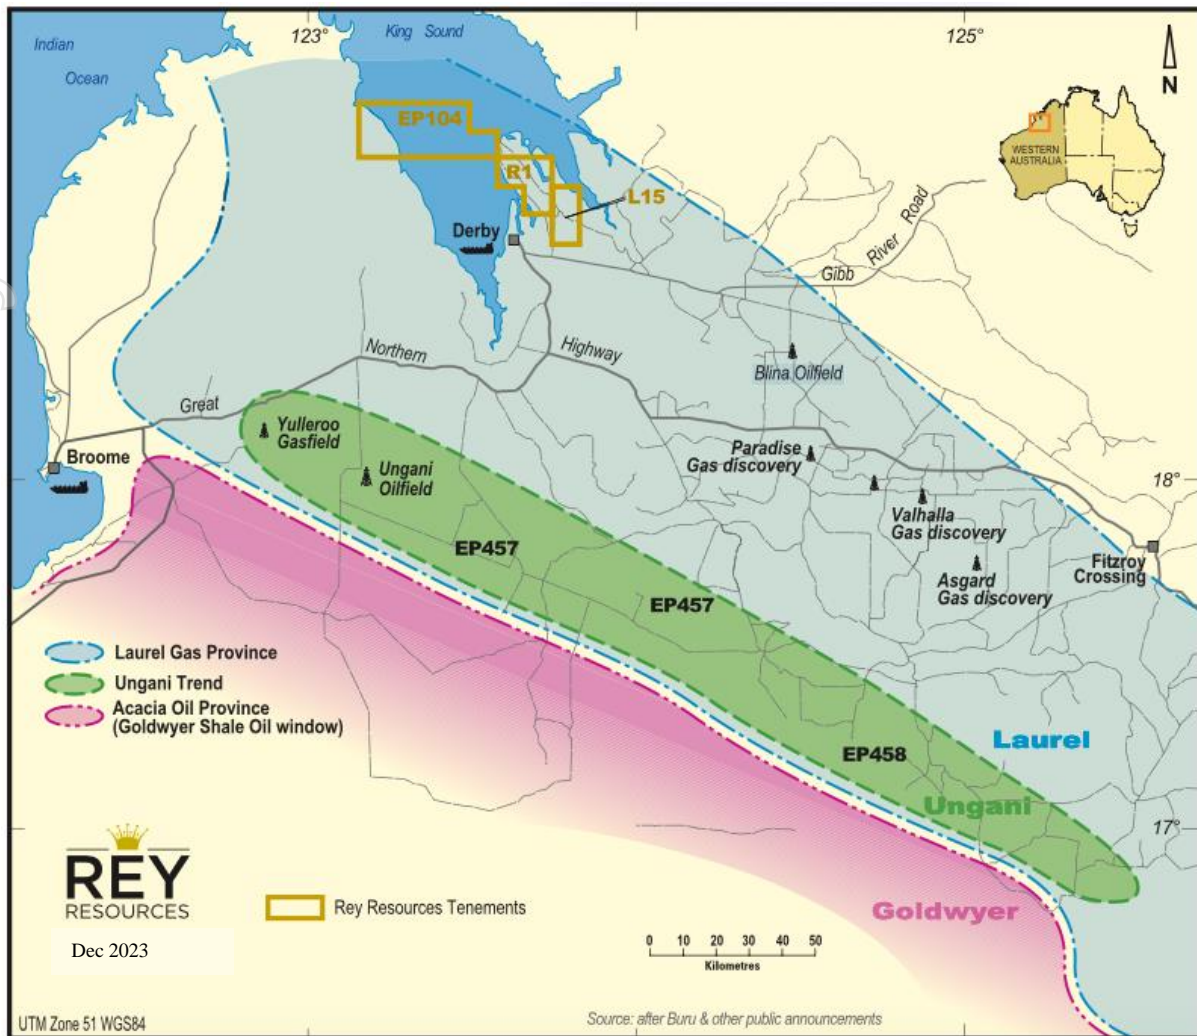 Indian
Ocean
123°
King Sound
125°
N
EP104
WESTERN
AUSTRALIA
R1
L15
Derby
Gibb River Road
Northern
Highway
Blina Oilfield
Great
Yulleroo
Gasfield
Broome
Ungani
Oilfield
Paradise
Gas discovery
18°
Valhalla
Gas discovery
Fitzroy
Crossing
Asgard
Gas discovery
EP457
EP457
Laurel Gas Province
Ungani Trend
Acacia Oil Province
(Goldwyer Shale Oil window)
Laurel
EP458
Ungani
17°
REY
RESOURCES
Rey Resources Tenements
Goldwyer
Dec 2023
0 10 20 30 40 50
Kilometres
UTM Zone 51 WGS84
Source: after Buru & other public announcements